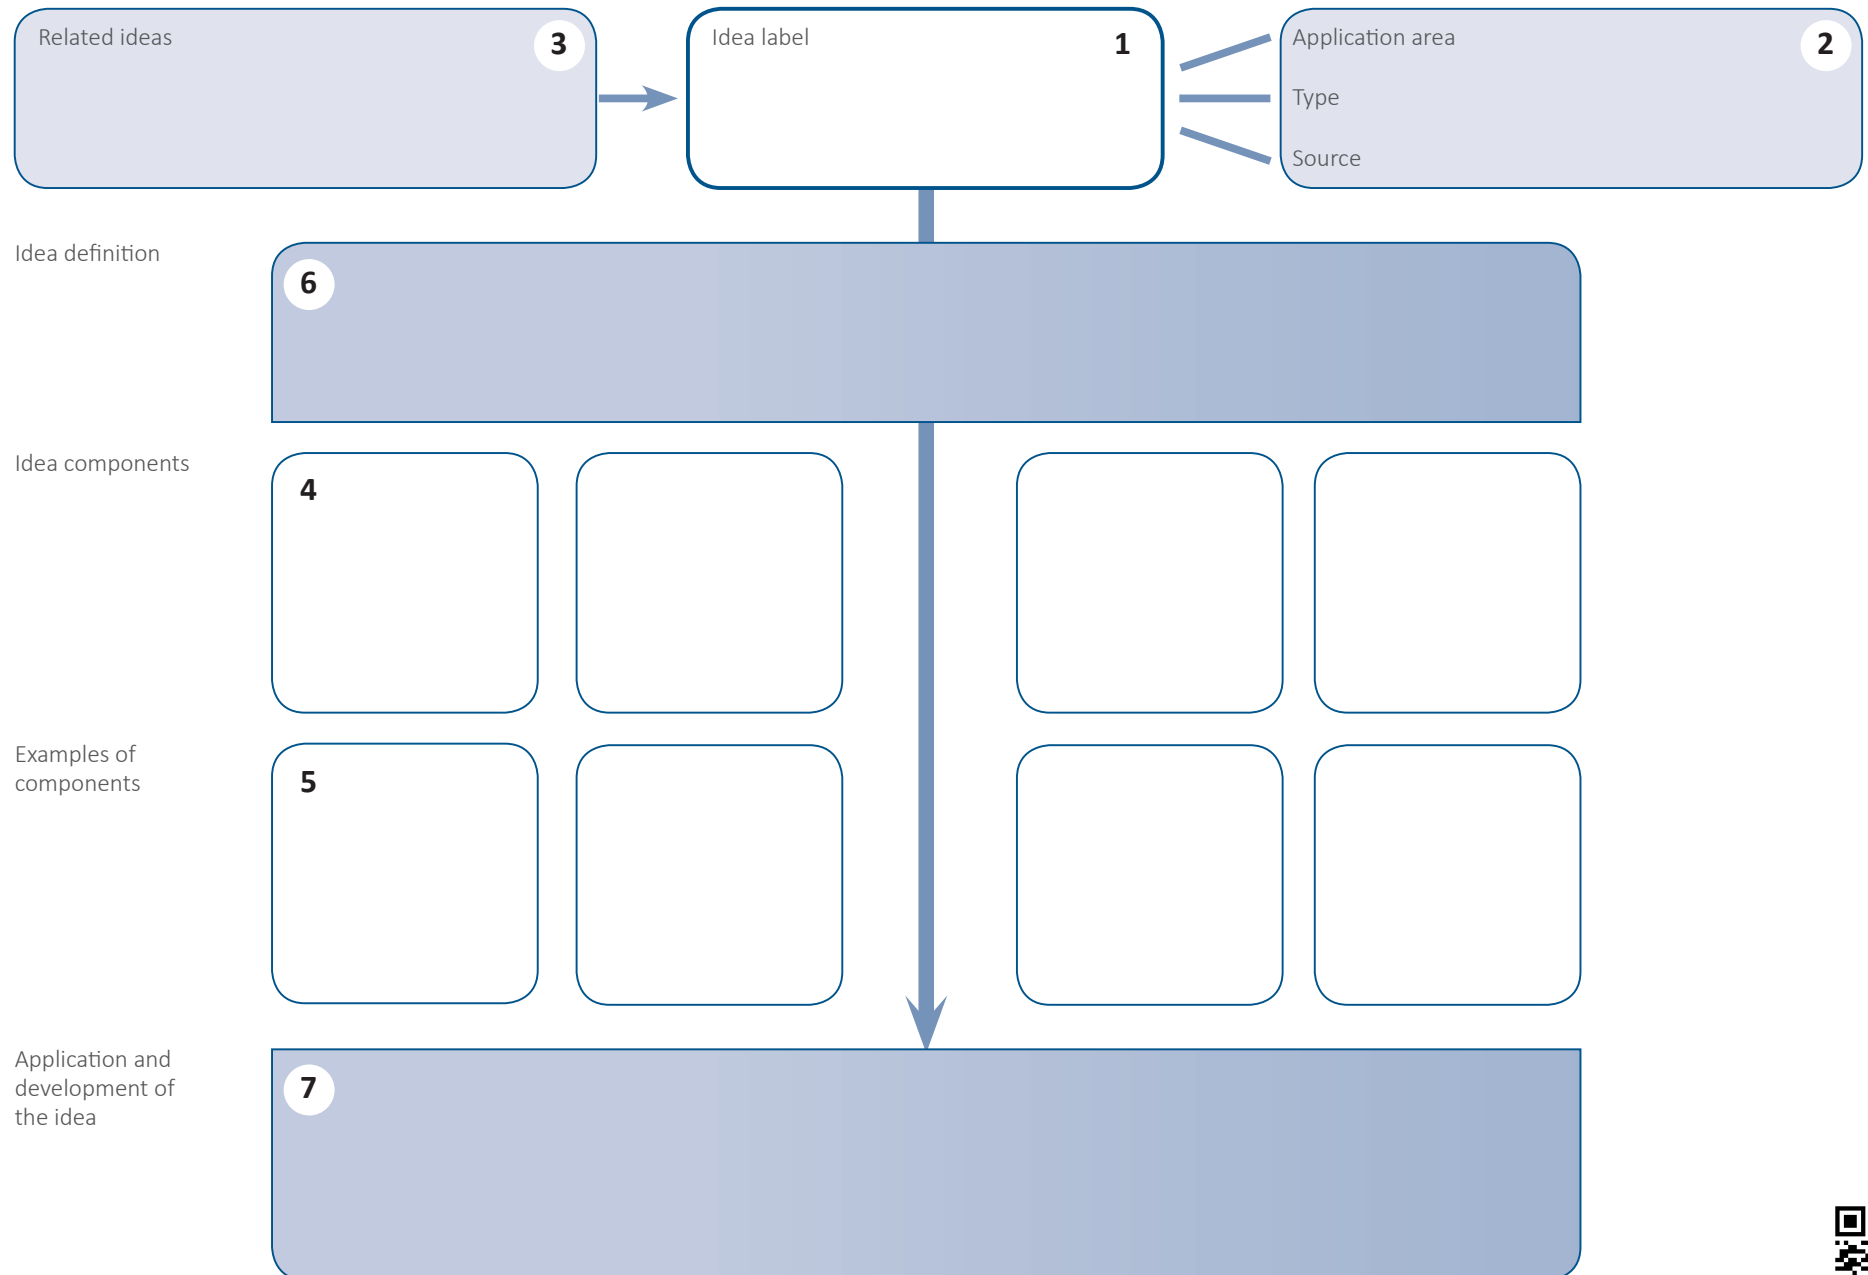 Related ideas
3
Idea label
1
Application area
2
Type
Source
Idea definition
6
Idea components
4
Examples of
components
5
Application and
development of
the idea
7